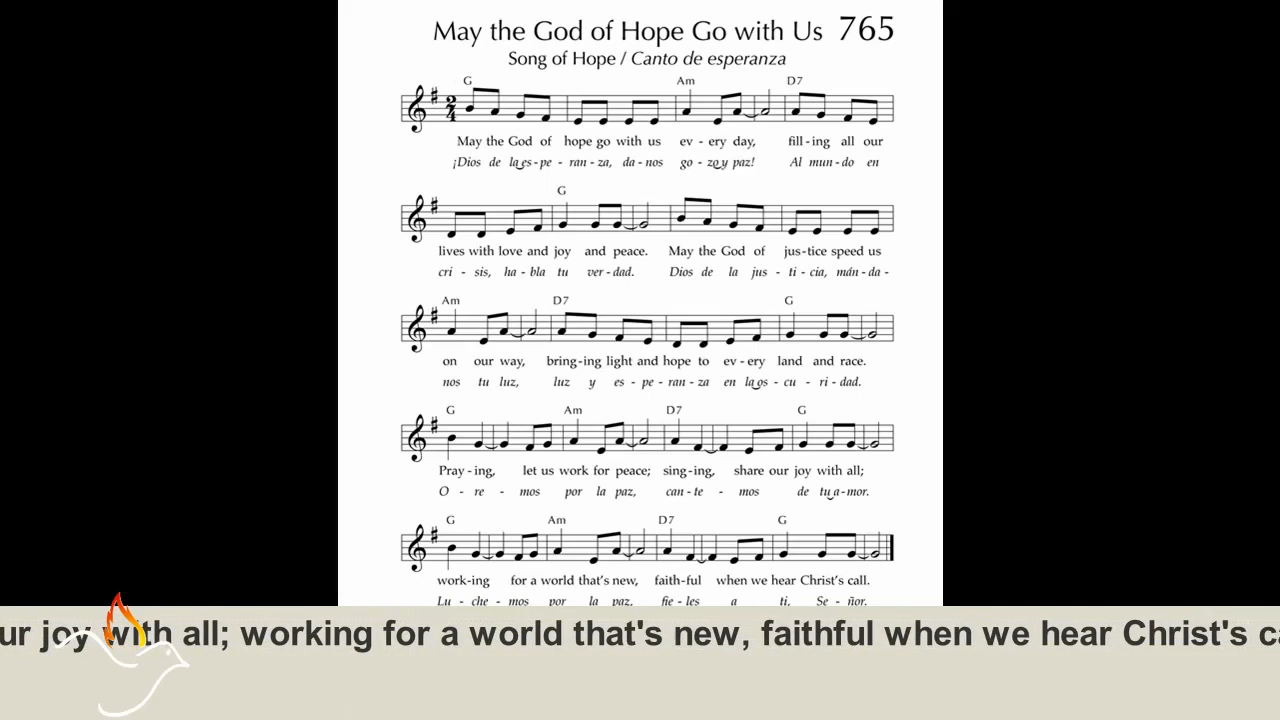 May the God of Hope Go with Us 765
Song of Hope / Canto de esperanza
G Am D7
May the God of hope go with us ev - ery day, fill - ing all our
¡Dios de la es - pe - ran - za, da - nos go - zo y paz! Al mun - do en
G
lives with love and joy and peace. May the God of jus - tice speed us
cri - sis, ha - bla tu ver - dad. Dios de la jus - ti - cia, mán - da -
Am D7 G
on our way, bring - ing light and hope to ev - ery land and race.
nos tu luz, luz y es - pe - ran - za en la os - cu - ri - dad.
G Am D7 G
Pray - ing, let us work for peace; sing - ing, share our joy with all;
O - re - mos por la paz, can - te - mos de tu a - mor.
G Am D7 G
work - ing for a world that's new, faith - ful when we hear Christ's call.
Lu - che - mos por la paz, fie - les a ti, Se - ñor.
ur joy with all; working for a world that's new, faithful when we hear Christ's ca